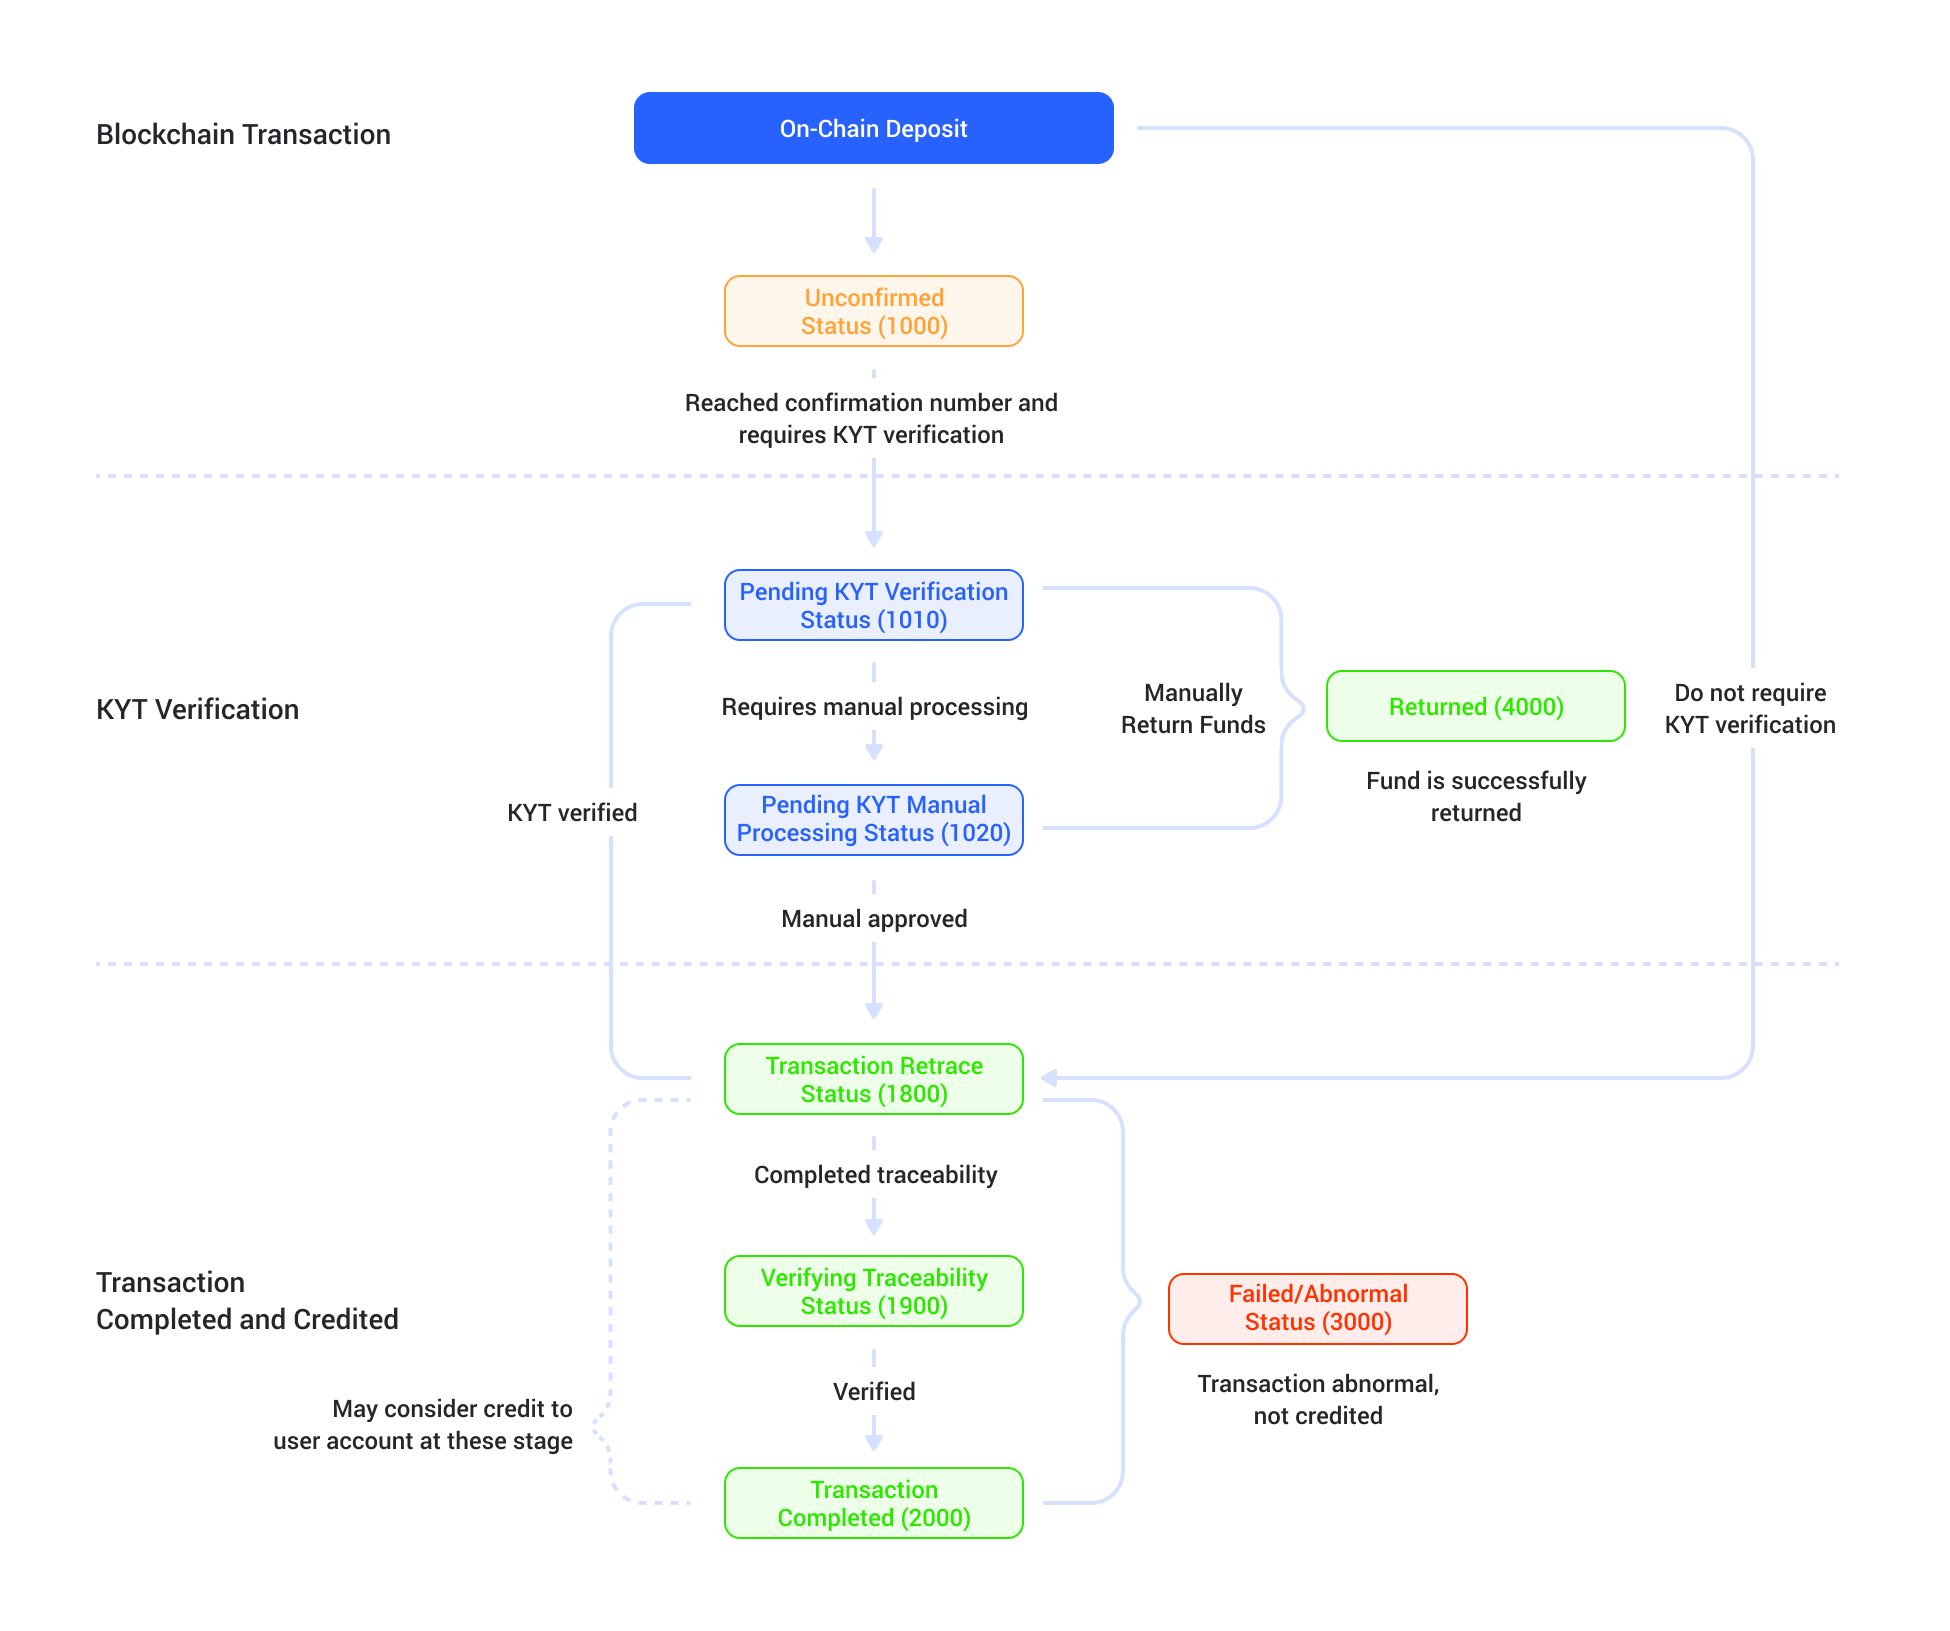 Blockchain Transaction
On-Chain Deposit
Unconfirmed
Status (1000)
Reached confirmation number and
requires KYT verification
KYT Verification
Pending KYT Verification
Status (1010)
Requires manual processing
Pending KYT Manual
Processing Status (1020)
Manual approved
KYT verified
Manually
Return Funds
Returned (4000)
Fund is successfully
returned
Do not require
KYT verification
Transaction
Completed and Credited
Transaction Retrace
Status (1800)
Completed traceability
Verifying Traceability
Status (1900)
Verified
Transaction
Completed (2000)
May consider credit to
user account at these stage
Failed/Abnormal
Status (3000)
Transaction abnormal,
not credited